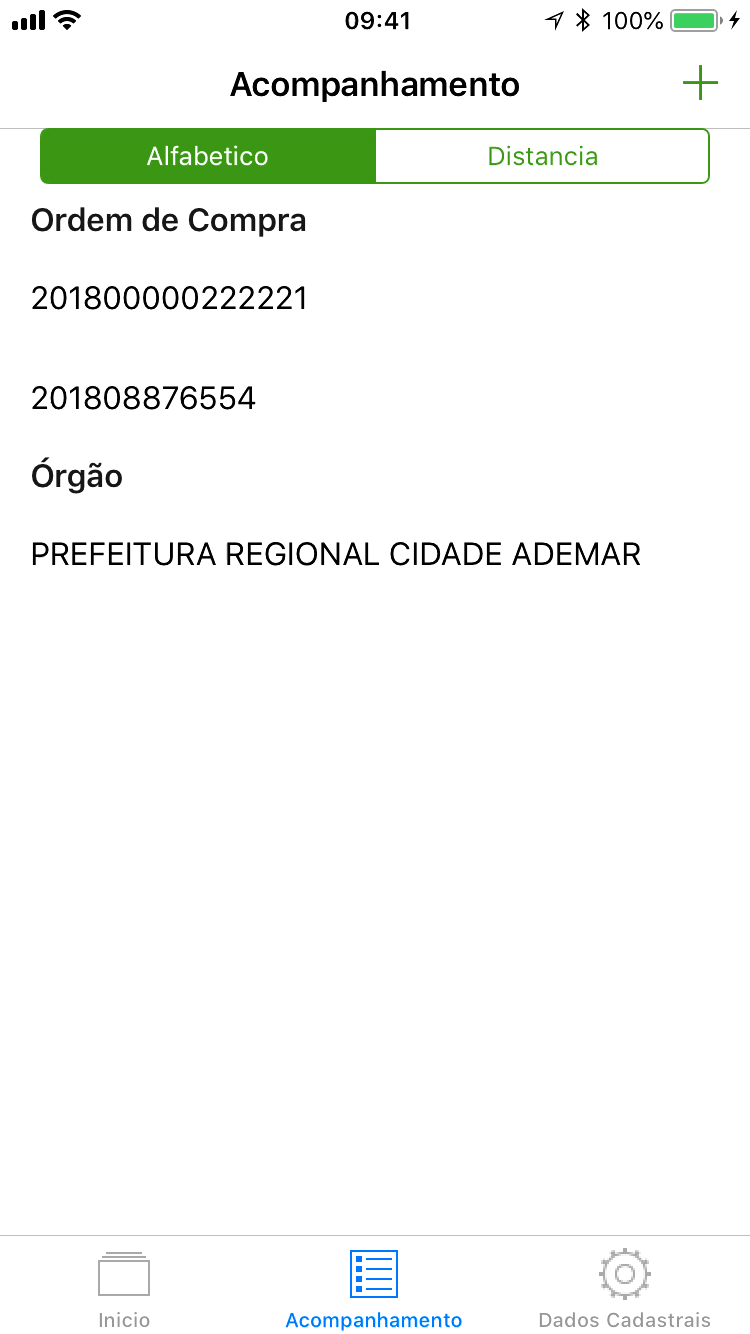 09:41
100%
Acompanhamento
Alfabetico
Distancia
Ordem de Compra
201800000222221
201808876554
Órgão
PREFEITURA REGIONAL CIDADE ADEMAR
Inicio
Acompanhamento
Dados Cadastrais